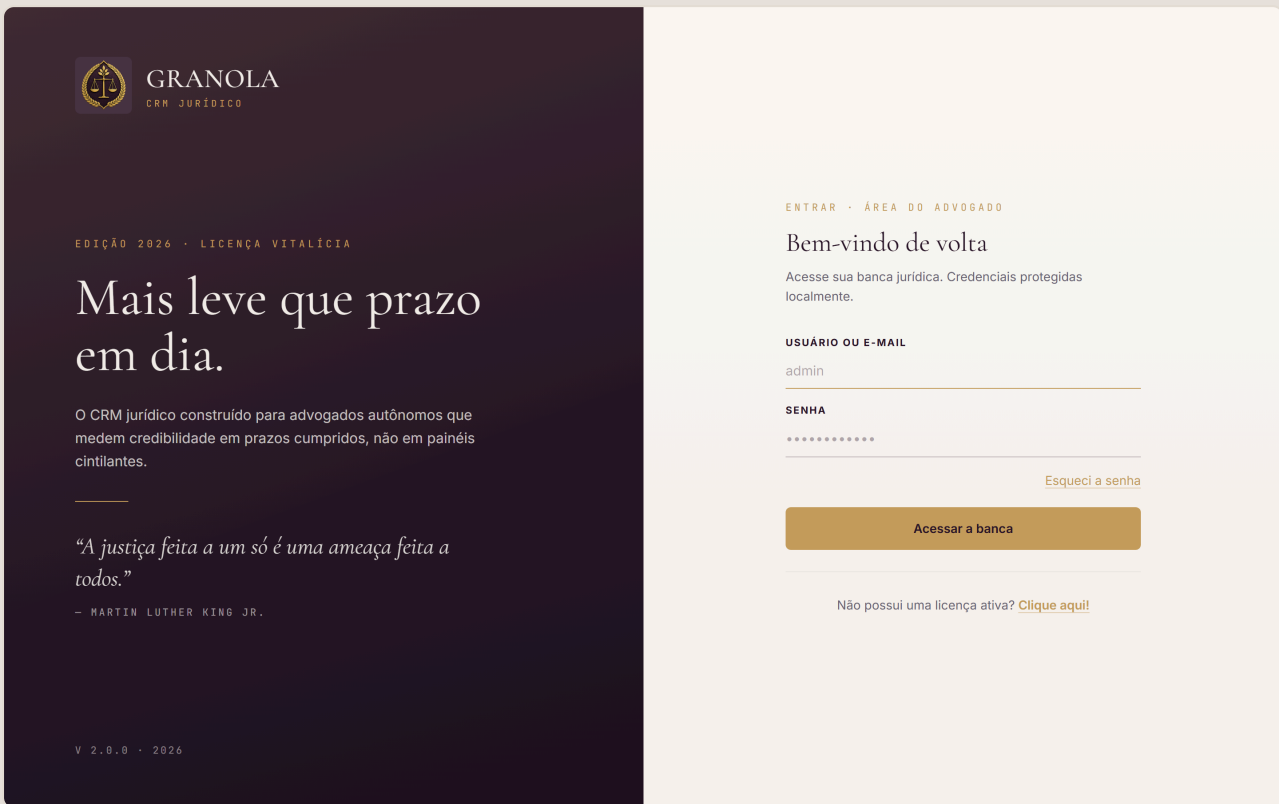 GRANOLA
CRM JURÍDICO
EDIÇÃO 2026 · LICENÇA VITALÍCIA
Mais leve que prazo
em dia.
O CRM jurídico construído para advogados autônomos que
medem credibilidade em prazos cumpridos, não em painéis
cintilantes.
“A justiça feita a um só é uma ameaça feita a
todos.”
— MARTIN LUTHER KING JR.
V 2.0.0 · 2026
ENTRAR · ÁREA DO ADVOGADO
Bem-vindo de volta
Acesse sua banca jurídica. Credenciais protegidas
localmente.
USUÁRIO OU E-MAIL
admin
SENHA
••••••••••••
Esqueci a senha
Acessar a banca
Não possui uma licença ativa? Clique aqui!